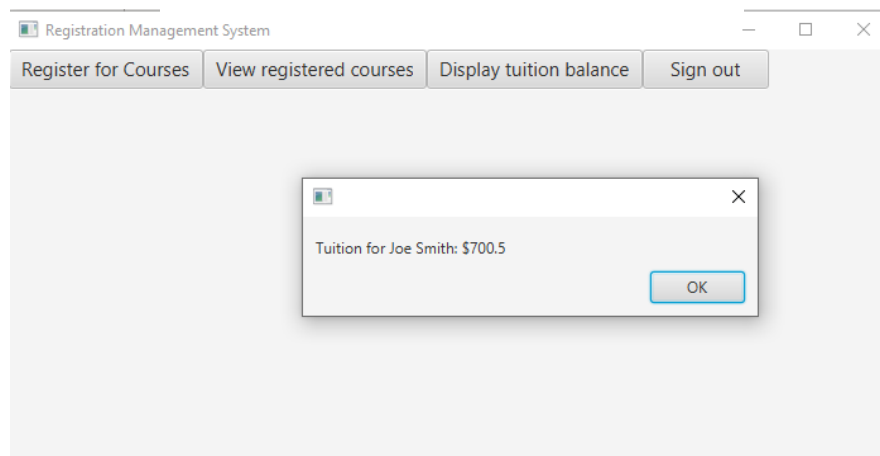 Registration Management System
Register for Courses View registered courses Display tuition balance Sign out
Tuition for Joe Smith: $700.5
OK